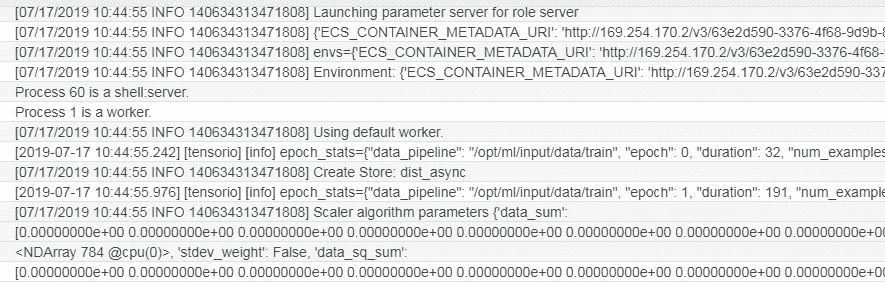 [07/17/2019 10:44:55 INFO 140634313471808] Launching parameter server for role server
[07/17/2019 10:44:55 INFO 140634313471808] {'ECS_CONTAINER_METADATA_URI': 'http://169.254.170.2/v3/63e2d590-3376-4f68-9d9b-8
[07/17/2019 10:44:55 INFO 140634313471808] envs={'ECS_CONTAINER_METADATA_URI': 'http://169.254.170.2/v3/63e2d590-3376-4f68-
[07/17/2019 10:44:55 INFO 140634313471808] Environment: {'ECS_CONTAINER_METADATA_URI': 'http://169.254.170.2/v3/63e2d590-337
Process 60 is a shell:server.
Process 1 is a worker.
[07/17/2019 10:44:55 INFO 140634313471808] Using default worker.
[2019-07-17 10:44:55.242] [tensorio] [info] epoch_stats={"data_pipeline": "/opt/ml/input/data/train", "epoch": 0, "duration": 32, "num_examples
[07/17/2019 10:44:55 INFO 140634313471808] Create Store: dist_async
[2019-07-17 10:44:55.976] [tensorio] [info] epoch_stats={"data_pipeline": "/opt/ml/input/data/train", "epoch": 1, "duration": 191, "num_example
[07/17/2019 10:44:55 INFO 140634313471808] Scaler algorithm parameters {'data_sum':
[0.00000000e+00 0.00000000e+00 0.00000000e+00 0.00000000e+00 0.00000000e+00 0.00000000e+00 0.00000000e+00 0.00000000e+00 0.00000000e+0
<NDArray 784 @cpu(0)>, 'stdev_weight': False, 'data_sq_sum':
[0.00000000e+00 0.00000000e+00 0.00000000e+00 0.00000000e+00 0.00000000e+00 0.00000000e+00 0.00000000e+00 0.00000000e+00 0.00000000e+0